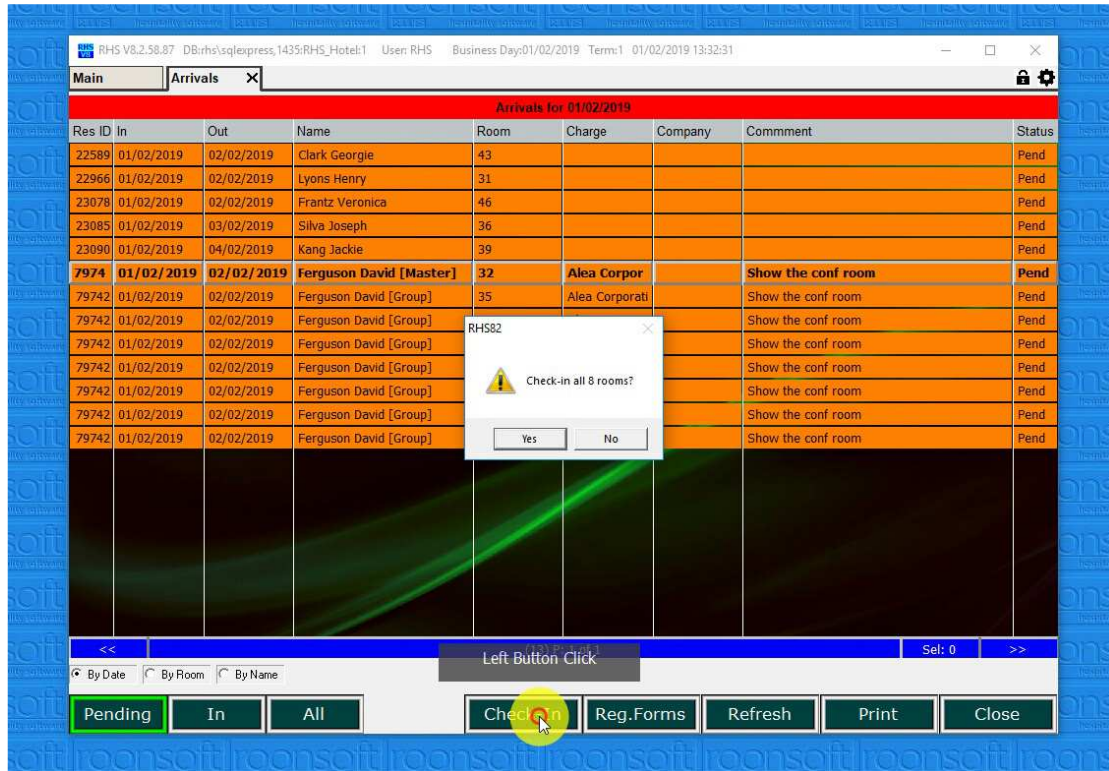 RHS V8.2.58.87 DB:rhs\sqlexpress,1435:RHS_Hotel:1 User: RHS Business Day:01/02/2019 Term:1 01/02/2019 13:32:31
Main Arrivals X
Arrivals for 01/02/2019
Res ID In Out Name Room Charge Company Commment Status
22589 01/02/2019 02/02/2019 Clark Georgie 43 Pend
22966 01/02/2019 02/02/2019 Lyons Henry 31 Pend
23078 01/02/2019 02/02/2019 Frantz Veronica 46 Pend
23085 01/02/2019 03/02/2019 Silva Joseph 36 Pend
23090 01/02/2019 04/02/2019 Kang Jackie 39 Pend
7974 01/02/2019 02/02/2019 Ferguson David [Master] 32 Alea Corpor Show the conf room Pend
79742 01/02/2019 02/02/2019 Ferguson David [Group] 35 Alea Corporati Show the conf room Pend
79742 01/02/2019 02/02/2019 Ferguson David [Group] Show the conf room Pend
79742 01/02/2019 02/02/2019 Ferguson David [Group] Show the conf room Pend
79742 01/02/2019 02/02/2019 Ferguson David [Group] Show the conf room Pend
79742 01/02/2019 02/02/2019 Ferguson David [Group] Show the conf room Pend
79742 01/02/2019 02/02/2019 Ferguson David [Group] Show the conf room Pend
79742 01/02/2019 02/02/2019 Ferguson David [Group] Show the conf room Pend
RHS82
Check-in all 8 rooms?
Yes No
<< (13) P: 1 of 1 Sel: 0 >>
Left Button Click
By Date By Room By Name
Pending In All Check-In Reg.Forms Refresh Print Close